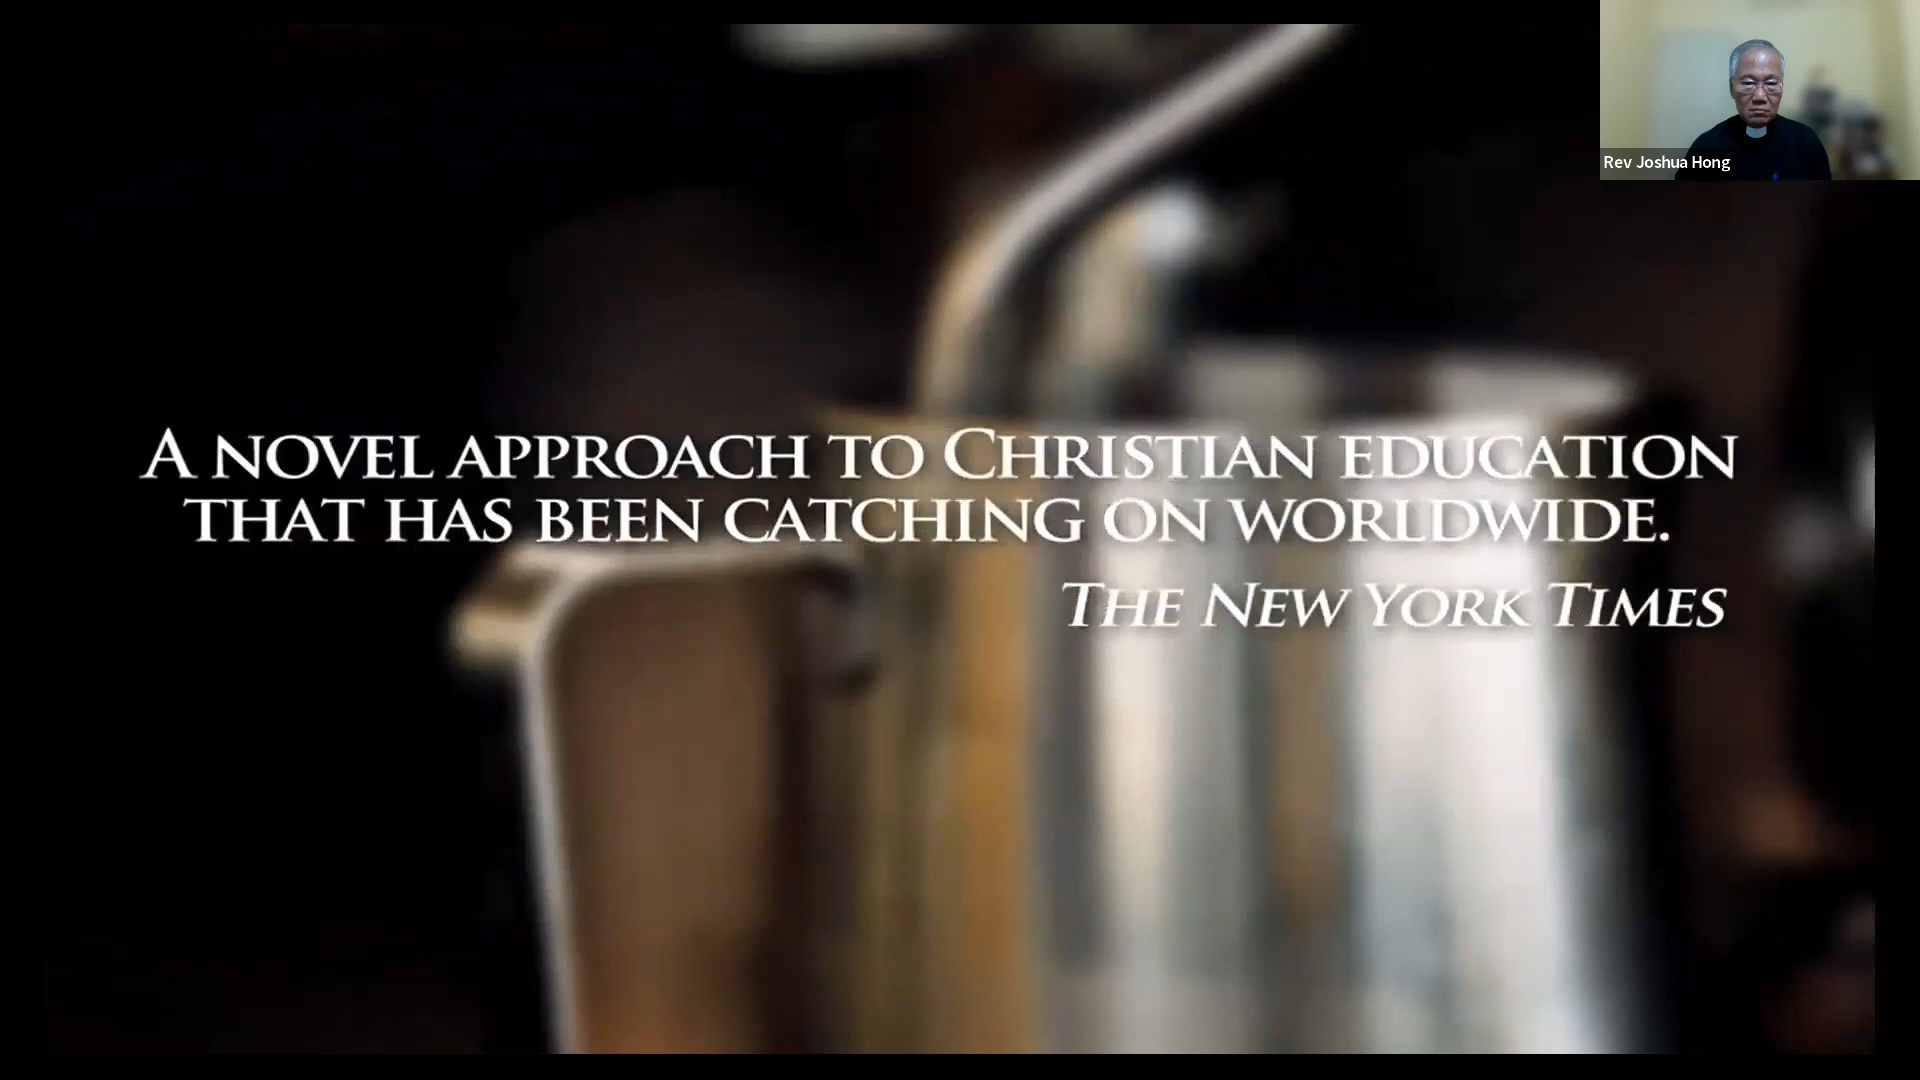 Rev Joshua Hong
A NOVEL APPROACH TO CHRISTIAN EDUCATION
THAT HAS BEEN CATCHING ON WORLDWIDE.
THE NEW YORK TIMES